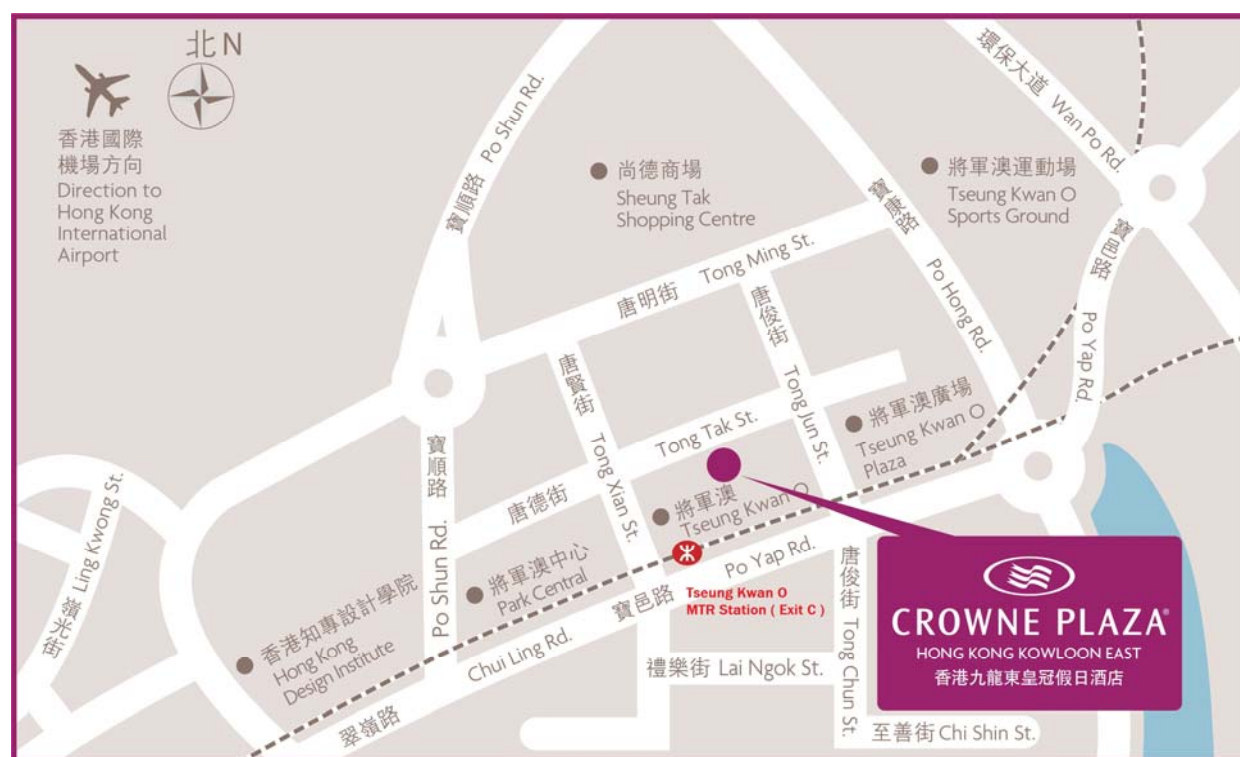 北 N
香港國際
機場方向
Direction to
Hong Kong
International
Airport
寶順路 Po Shun Rd.
尚德商場
Sheung Tak
Shopping Centre
環保大道 Wan Po Rd.
將軍澳運動場
Tseung Kwan O
Sports Ground
寶康路 Po Hong Rd.
唐明街 Tong Ming St.
寶邑路 Po Yap Rd.
唐俊街 Tong Jun St.
唐賢街 Tong Xian St.
唐德街 Tong Tak St.
將軍澳廣場
Tseung Kwan O
Plaza
將軍澳
Tseung Kwan O
寶順路 Po Shun Rd.
將軍澳中心
Park Central
香港知專設計學院
Hong Kong
Design Institute
嶺光街 Ling Kwong St.
翠嶺路 Chui Ling Rd.
寶邑路 Po Yap Rd.
Tseung Kwan O
MTR Station ( Exit C )
禮樂街 Lai Ngok St.
唐俊街 Tong Chun St.
至善街 Chi Shin St.
CROWNE PLAZA®
HONG KONG KOWLOON EAST
香港九龍東皇冠假日酒店